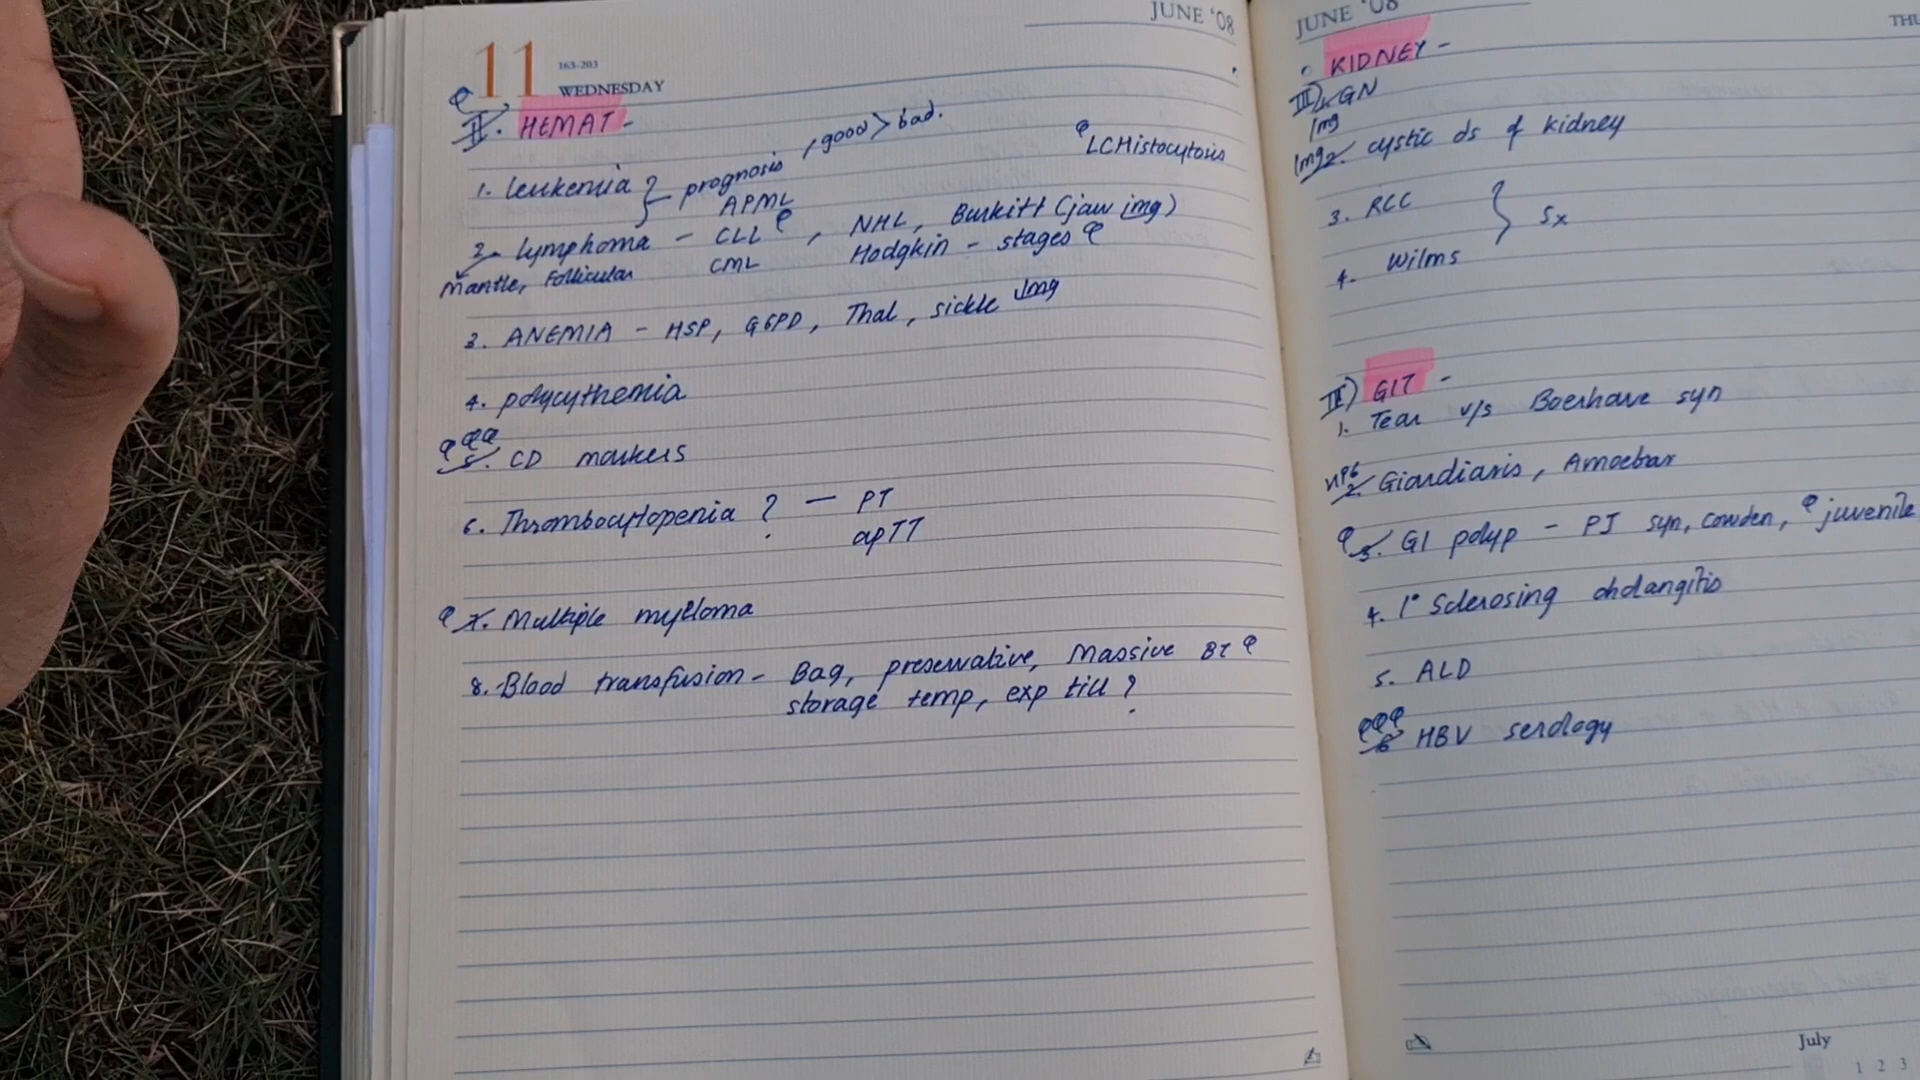 JUNE '08
11
163-203
WEDNESDAY
II. HEMAT -
1. Leukemia } prognosis, good > bad.
APML
LCHistocytosis
2. Lymphoma - CLL, NHL, Burkitt (jaw img)
Mantle, Follicular CML Hodgkin - stages
3. ANEMIA - HSP, G6PD, Thal, sickle Img
4. polycythemia
5. CD markers
6. Thrombocytopenia ? — PT
apTT
7. Multiple myeloma
8. Blood transfusion - Bag, preservative, Massive BT
storage temp, exp till ?
JUNE '08
THU
KIDNEY -
III) 1. GN
Img
Img 2. cystic ds of kidney
3. RCC } Sx
4. Wilms
GIT -
1. Tear v/s Boerhave syn
2. Giardiasis, Amoebar
3. GI polyp - PJ syn, Cowden, juvenile
4. 1° Sclerosing cholangitis
5. ALD
6 HBV serology
July
1 2 3